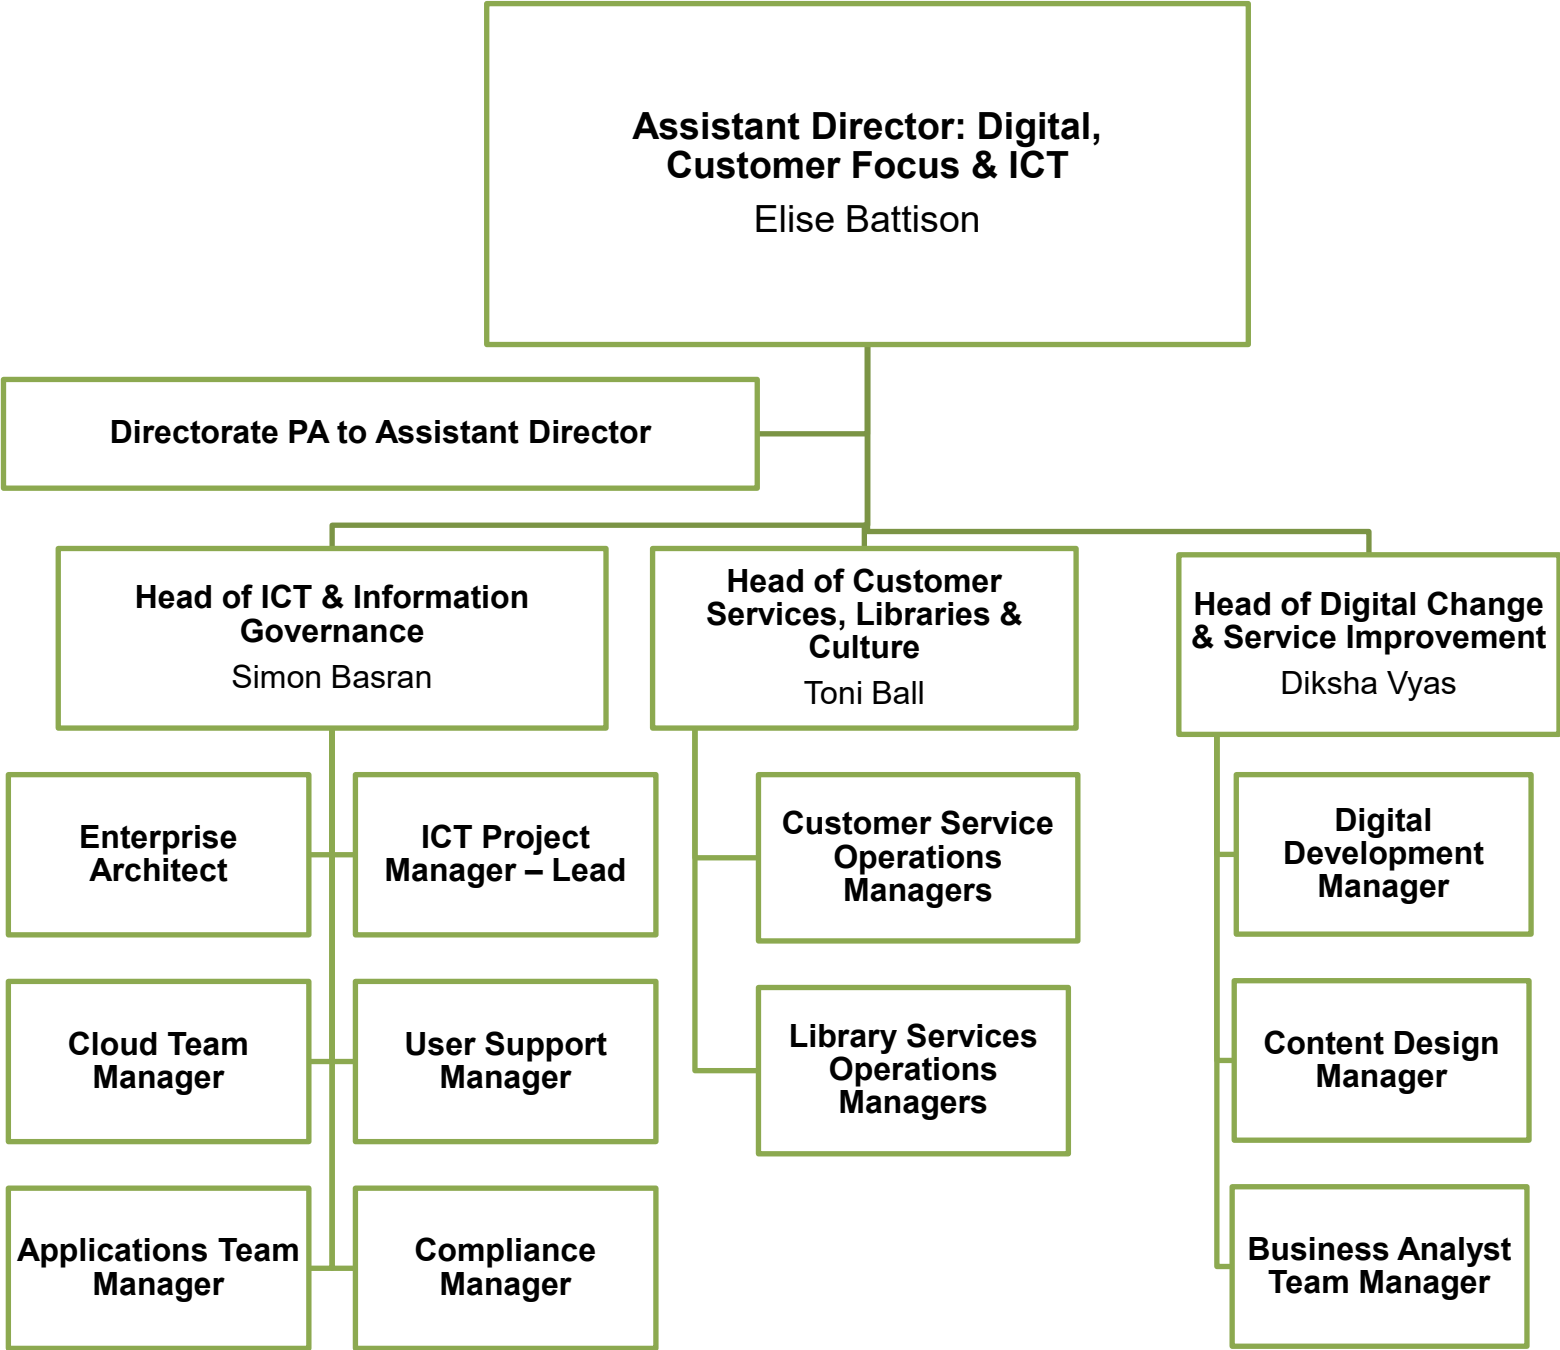 Assistant Director: Digital,
Customer Focus & ICT
Elise Battison
Directorate PA to Assistant Director
Head of ICT & Information
Governance
Simon Basran
Head of Customer
Services, Libraries &
Culture
Toni Ball
Head of Digital Change
& Service Improvement
Diksha Vyas
Enterprise
Architect
ICT Project
Manager – Lead
Customer Service
Operations
Managers
Digital
Development
Manager
Cloud Team
Manager
User Support
Manager
Library Services
Operations
Managers
Content Design
Manager
Applications Team
Manager
Compliance
Manager
Business Analyst
Team Manager